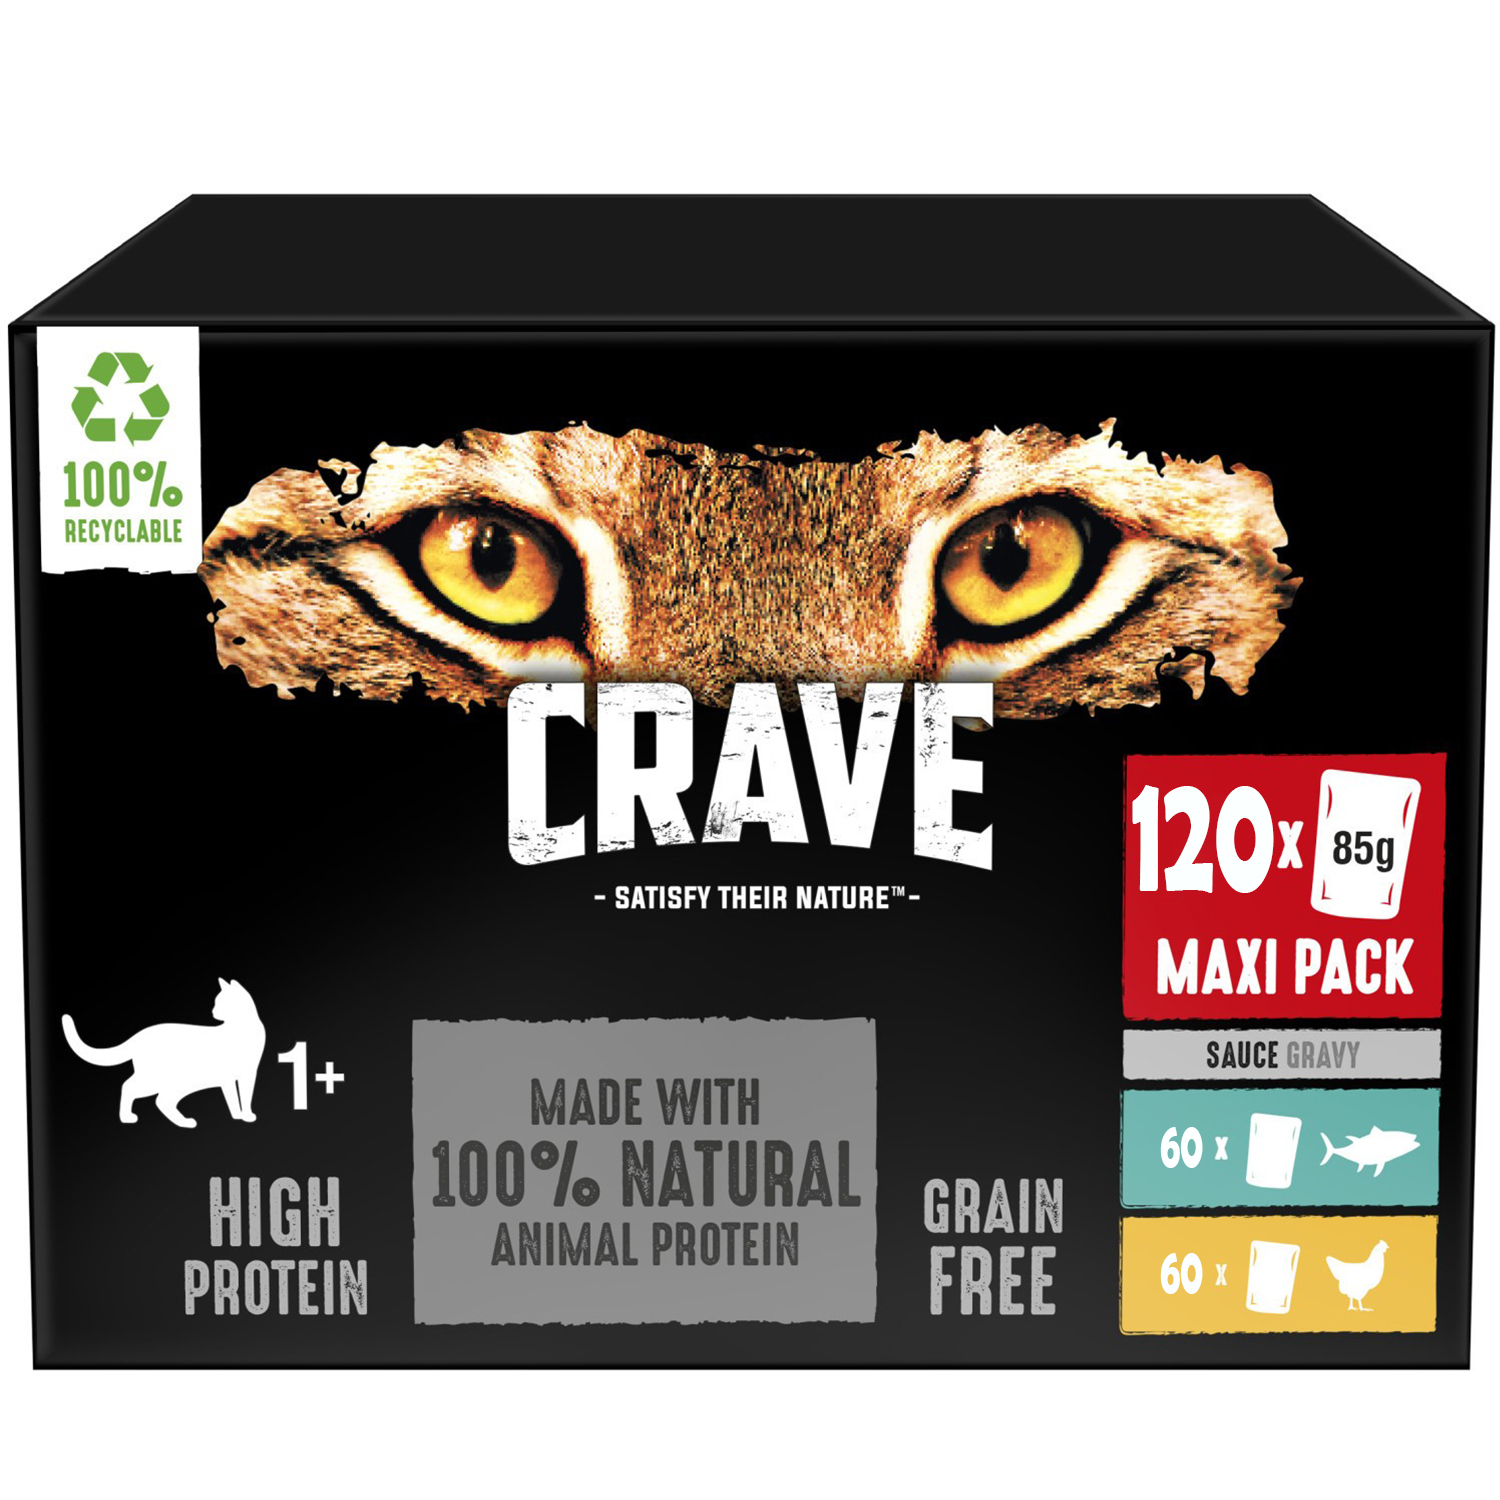 100%
RECYCLABLE
CRAVE
- SATISFY THEIR NATURE™ -
120x
85g
MAXI PACK
SAUCE GRAVY
60 x
60 x
1+
HIGH
PROTEIN
MADE WITH
100% NATURAL
ANIMAL PROTEIN
GRAIN
FREE